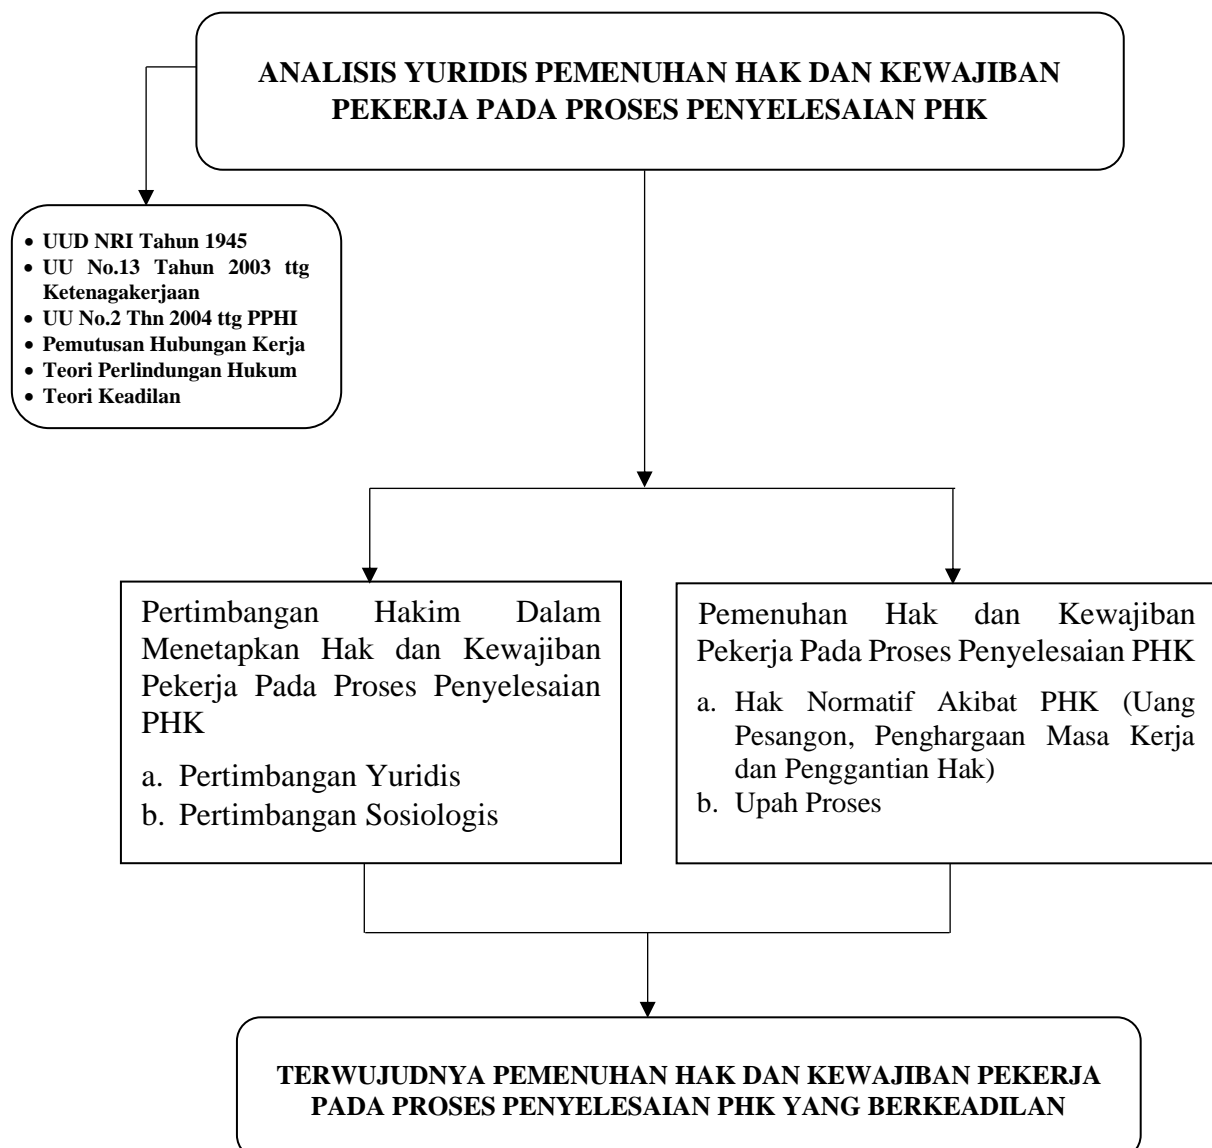 ANALISIS YURIDIS PEMENUHAN HAK DAN KEWAJIBAN
PEKERJA PADA PROSES PENYELESAIAN PHK
• UUD NRI Tahun 1945
• UU No.13 Tahun 2003 ttg
Ketenagakerjaan
• UU No.2 Thn 2004 ttg PPHI
• Pemutusan Hubungan Kerja
• Teori Perlindungan Hukum
• Teori Keadilan
Pertimbangan Hakim Dalam
Menetapkan Hak dan Kewajiban
Pekerja Pada Proses Penyelesaian
PHK
a. Pertimbangan Yuridis
b. Pertimbangan Sosiologis
Pemenuhan Hak dan Kewajiban
Pekerja Pada Proses Penyelesaian PHK
a. Hak Normatif Akibat PHK (Uang
Pesangon, Penghargaan Masa Kerja
dan Penggantian Hak)
b. Upah Proses
TERWUJUDNYA PEMENUHAN HAK DAN KEWAJIBAN PEKERJA
PADA PROSES PENYELESAIAN PHK YANG BERKEADILAN